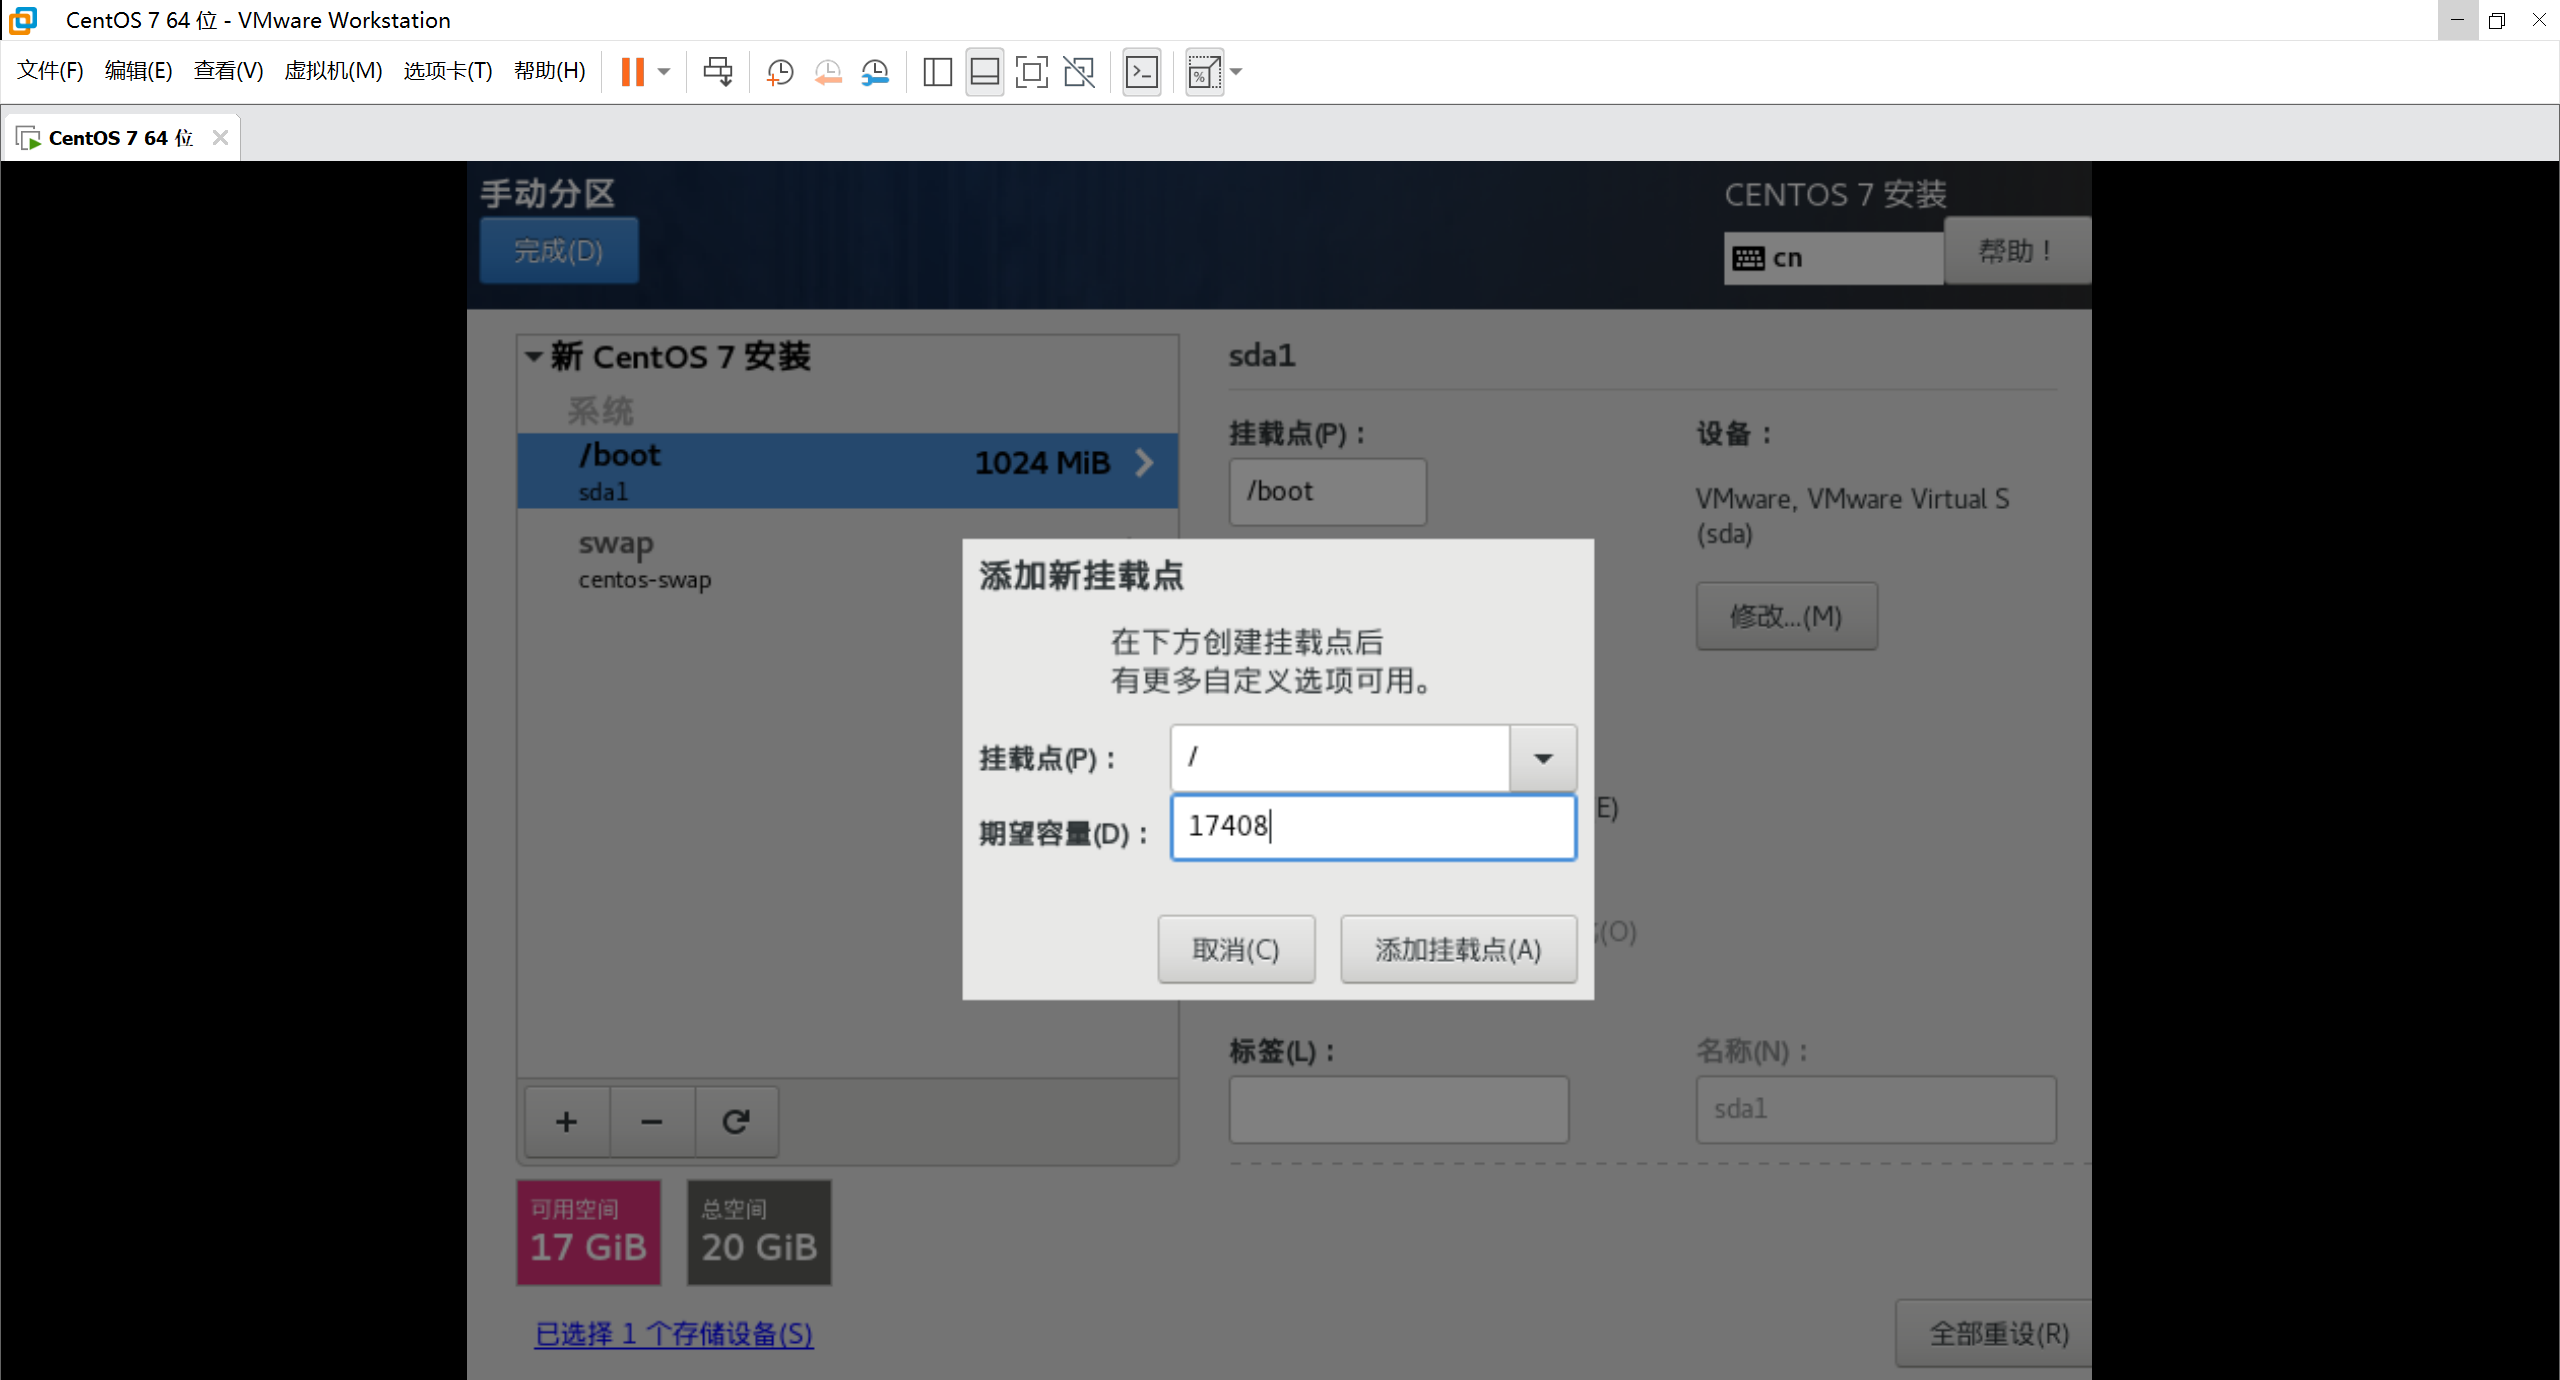 CentOS 7 64 位 - VMware Workstation
文件(F) 编辑(E) 查看(V) 虚拟机(M) 选项卡(T) 帮助(H)
CentOS 7 64 位
手动分区
CENTOS 7 安装
完成(D)
cn
帮助！
新 CentOS 7 安装
系统
/boot
1024 MiB
sda1
swap
centos-swap
sda1
挂载点(P)：
/boot
设备：
VMware, VMware Virtual S
(sda)
修改...(M)
E)
(O)
添加新挂载点
在下方创建挂载点后
有更多自定义选项可用。
挂载点(P)：
/
期望容量(D)：
17408
取消(C)
添加挂载点(A)
标签(L)：
名称(N)：
sda1
+ −
可用空间
17 GiB
总空间
20 GiB
已选择 1 个存储设备(S)
全部重设(R)